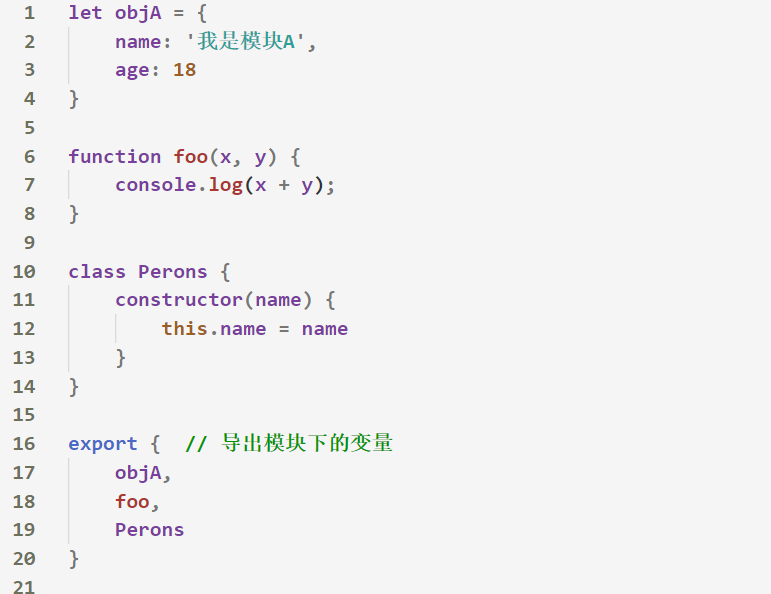 1 let objA = {
2 name: '我是模块A',
3 age: 18
4 }
5
6 function foo(x, y) {
7 console.log(x + y);
8 }
9
10 class Perons {
11 constructor(name) {
12 this.name = name
13 }
14 }
15
16 export { // 导出模块下的变量
17 objA,
18 foo,
19 Perons
20 }
21